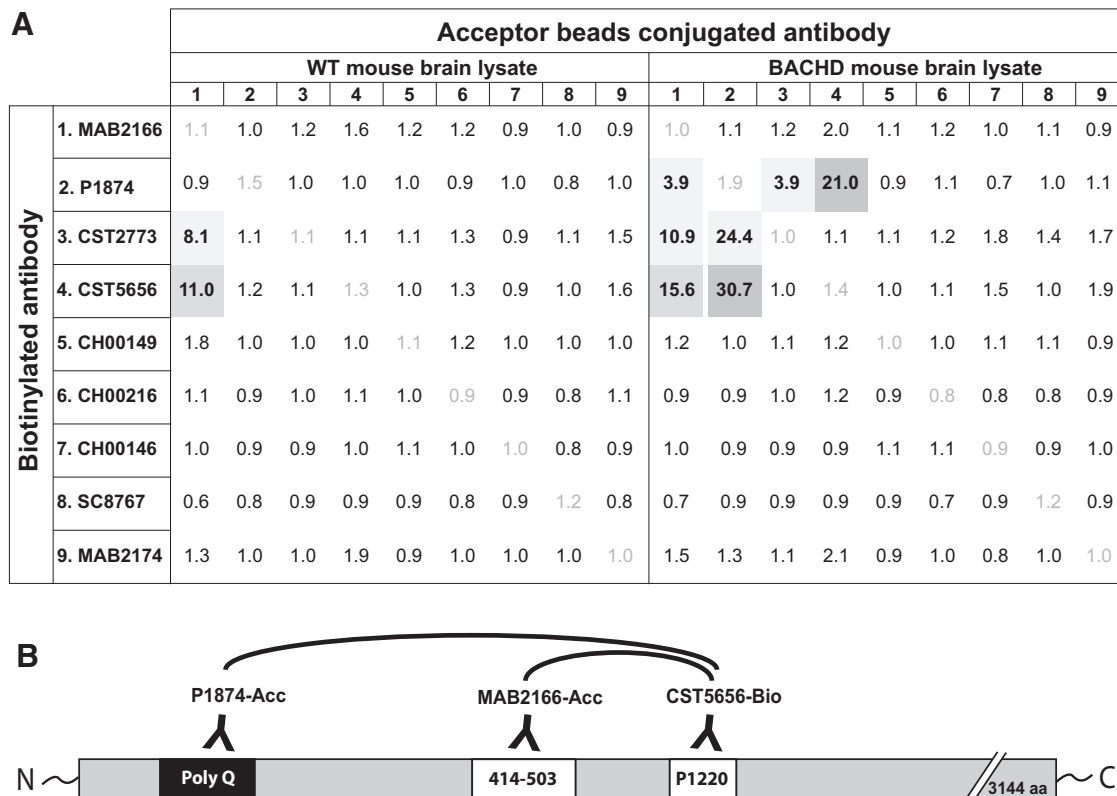 A
Acceptor beads conjugated antibody
WT mouse brain lysate BACHD mouse brain lysate
1 2 3 4 5 6 7 8 9 1 2 3 4 5 6 7 8 9
Biotinylated antibody
1. MAB2166 1.1 1.0 1.2 1.6 1.2 1.2 0.9 1.0 0.9 1.0 1.1 1.2 2.0 1.1 1.2 1.0 1.1 0.9
2. P1874 0.9 1.5 1.0 1.0 1.0 0.9 1.0 0.8 1.0 3.9 1.9 3.9 21.0 0.9 1.1 0.7 1.0 1.1
3. CST2773 8.1 1.1 1.1 1.1 1.1 1.3 0.9 1.1 1.5 10.9 24.4 1.0 1.1 1.1 1.2 1.8 1.4 1.7
4. CST5656 11.0 1.2 1.1 1.3 1.0 1.3 0.9 1.0 1.6 15.6 30.7 1.0 1.4 1.0 1.1 1.5 1.0 1.9
5. CH00149 1.8 1.0 1.0 1.0 1.1 1.2 1.0 1.0 1.0 1.2 1.0 1.1 1.2 1.0 1.0 1.1 1.1 0.9
6. CH00216 1.1 0.9 1.0 1.1 1.0 0.9 0.9 0.8 1.1 0.9 0.9 1.0 1.2 0.9 0.8 0.8 0.8 0.9
7. CH00146 1.0 0.9 0.9 1.0 1.1 1.0 1.0 0.8 0.9 1.0 0.9 0.9 0.9 1.1 1.1 0.9 0.9 1.0
8. SC8767 0.6 0.8 0.9 0.9 0.9 0.8 0.9 1.2 0.8 0.7 0.9 0.9 0.9 0.9 0.7 0.9 1.2 0.9
9. MAB2174 1.3 1.0 1.0 1.9 0.9 1.0 1.0 1.0 1.0 1.5 1.3 1.1 2.1 0.9 1.0 0.8 1.0 1.0
B
P1874-Acc MAB2166-Acc CST5656-Bio
N Poly Q 414-503 P1220 3144 aa C